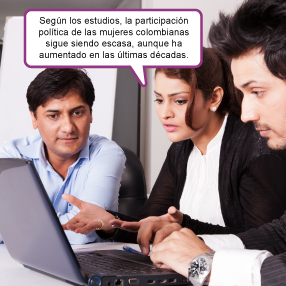 Según los estudios, la participación
política de las mujeres colombianas
sigue siendo escasa, aunque ha
aumentado en las últimas décadas.